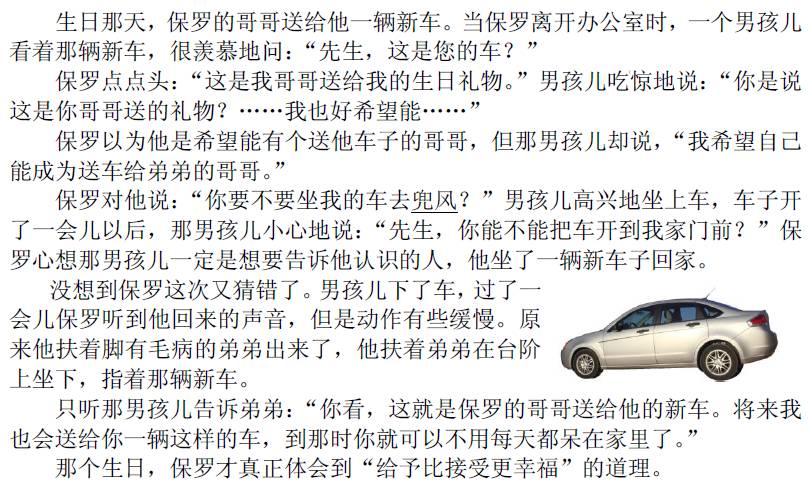 生日那天，保罗的哥哥送给他一辆新车。当保罗离开办公室时，一个男孩儿
看着那辆新车，很羡慕地问：“先生，这是您的车？”
保罗点点头：“这是我哥哥送给我的生日礼物。”男孩儿吃惊地说：“你是说
这是你哥哥送的礼物？……我也好希望能……”
保罗以为他是希望能有个送他车子的哥哥，但那男孩儿却说，“我希望自己
能成为送车给弟弟的哥哥。”
保罗对他说：“你要不要坐我的车去兜风？”男孩儿高兴地坐上车，车子开
了一会儿以后，那男孩儿小心地说：“先生，你能不能把车开到我家门前？”保
罗心想那男孩儿一定是想要告诉他认识的人，他坐了一辆新车子回家。
没想到保罗这次又猜错了。男孩儿下了车，过了一
会儿保罗听到他回来的声音，但是动作有些缓慢。原
来他扶着脚有毛病的弟弟出来了，他扶着弟弟在台阶
上坐下，指着那辆新车。
只听那男孩儿告诉弟弟：“你看，这就是保罗的哥哥送给他的新车。将来我
也会送给你一辆这样的车，到那时你就可以不用每天都呆在家里了。”
那个生日，保罗才真正体会到“给予比接受更幸福”的道理。